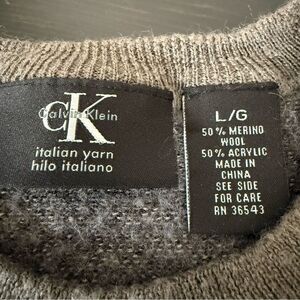 CK
Calvin Klein
italian yarn
hilo italiano
L/G
50% MERINO
WOOL
50% ACRYLIC
MADE IN
CHINA
SEE SIDE
FOR CARE
RN 36543